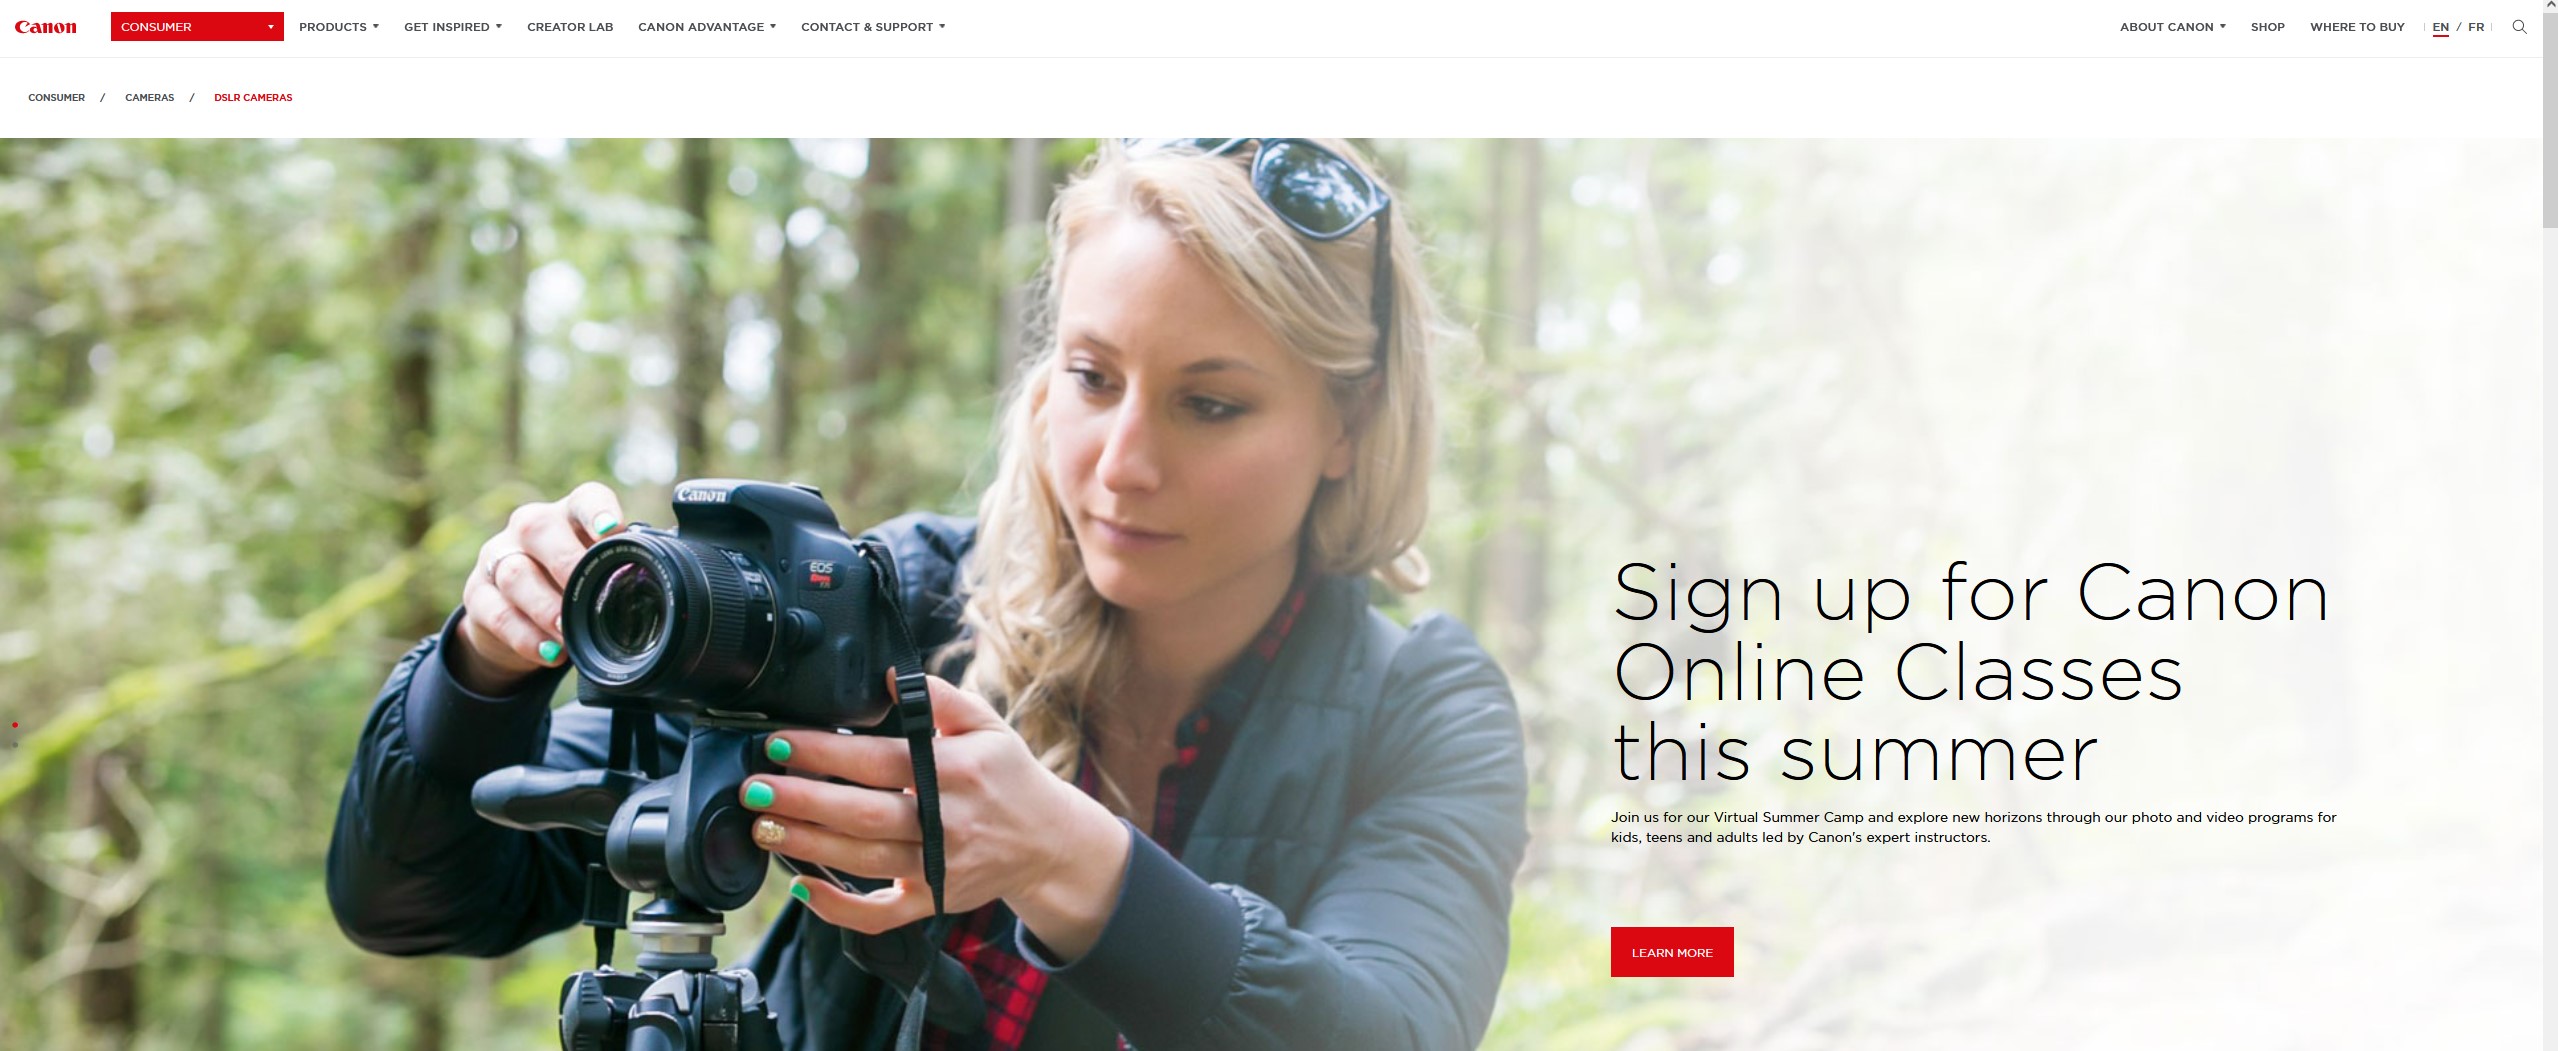 Canon
CONSUMER
PRODUCTS
GET INSPIRED
CREATOR LAB
CANON ADVANTAGE
CONTACT & SUPPORT
ABOUT CANON
SHOP
WHERE TO BUY
EN / FR
CONSUMER / CAMERAS / DSLR CAMERAS
Canon
EOS
Sign up for Canon
Online Classes
this summer
Join us for our Virtual Summer Camp and explore new horizons through our photo and video programs for
kids, teens and adults led by Canon's expert instructors.
LEARN MORE